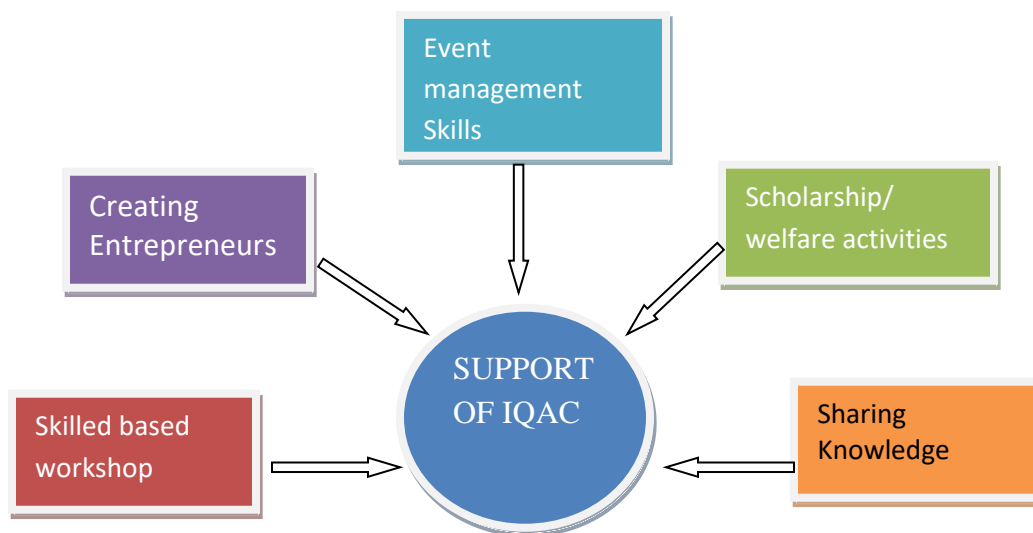 Event
management
Skills
Creating
Entrepreneurs
Scholarship/
welfare activities
SUPPORT
OF IQAC
Skilled based
workshop
Sharing
Knowledge